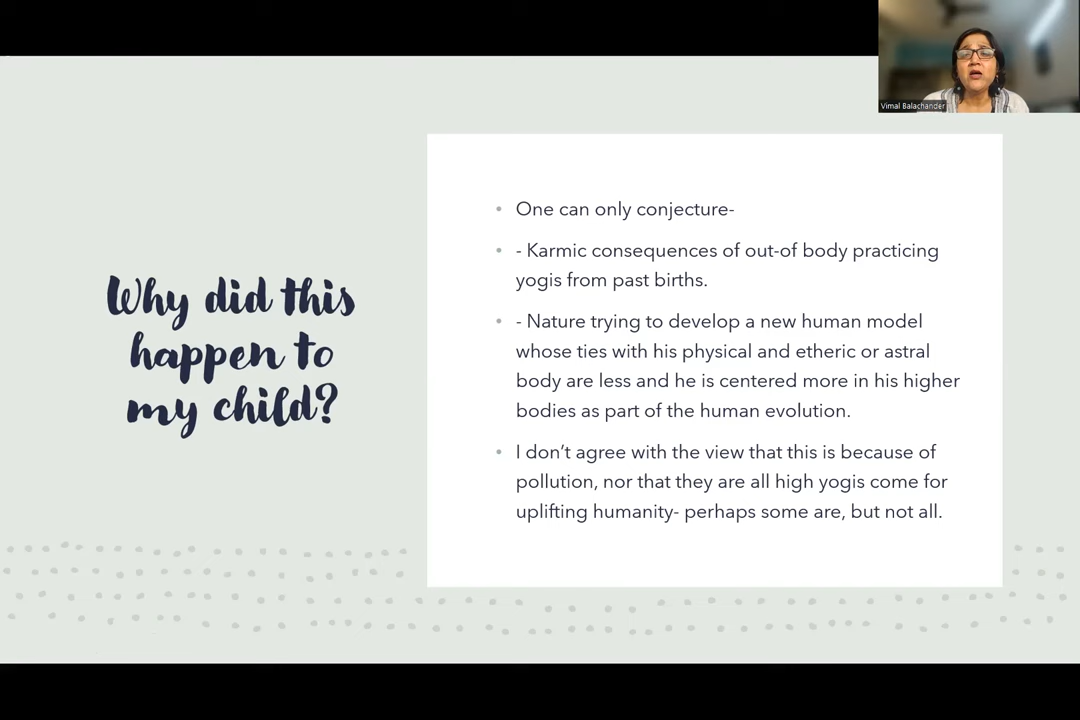 Vimal Balachander
Why did this
happen to
my child?
• One can only conjecture-
• - Karmic consequences of out-of body practicing
yogis from past births.
• - Nature trying to develop a new human model
whose ties with his physical and etheric or astral
body are less and he is centered more in his higher
bodies as part of the human evolution.
• I don’t agree with the view that this is because of
pollution, nor that they are all high yogis come for
uplifting humanity- perhaps some are, but not all.